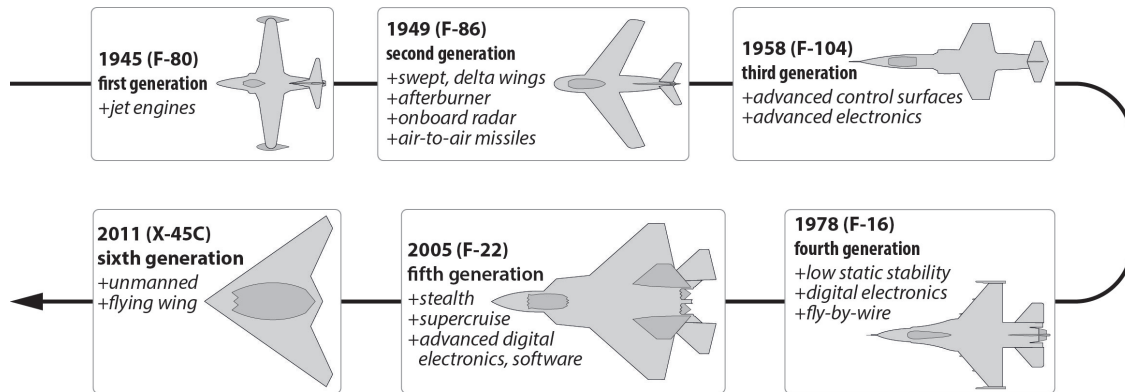 1945 (F-80)
first generation
+jet engines
1949 (F-86)
second generation
+swept, delta wings
+afterburner
+onboard radar
+air-to-air missiles
1958 (F-104)
third generation
+advanced control surfaces
+advanced electronics
1978 (F-16)
fourth generation
+low static stability
+digital electronics
+fly-by-wire
2005 (F-22)
fifth generation
+stealth
+supercruise
+advanced digital
electronics, software
2011 (X-45C)
sixth generation
+unmanned
+flying wing